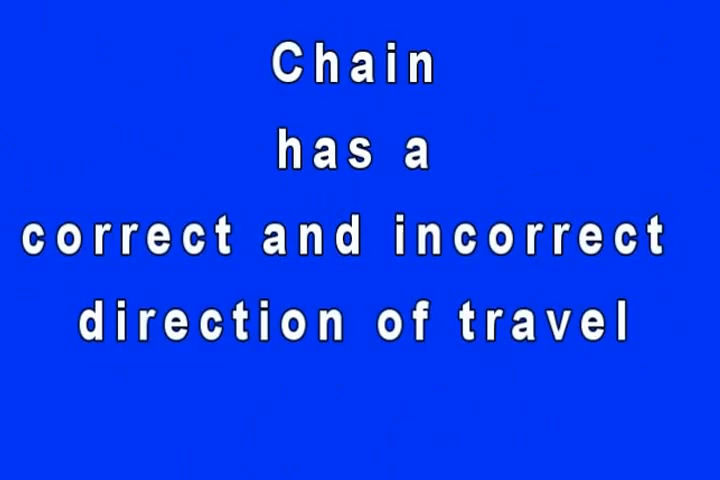 Chain
has a
correct and incorrect
direction of travel